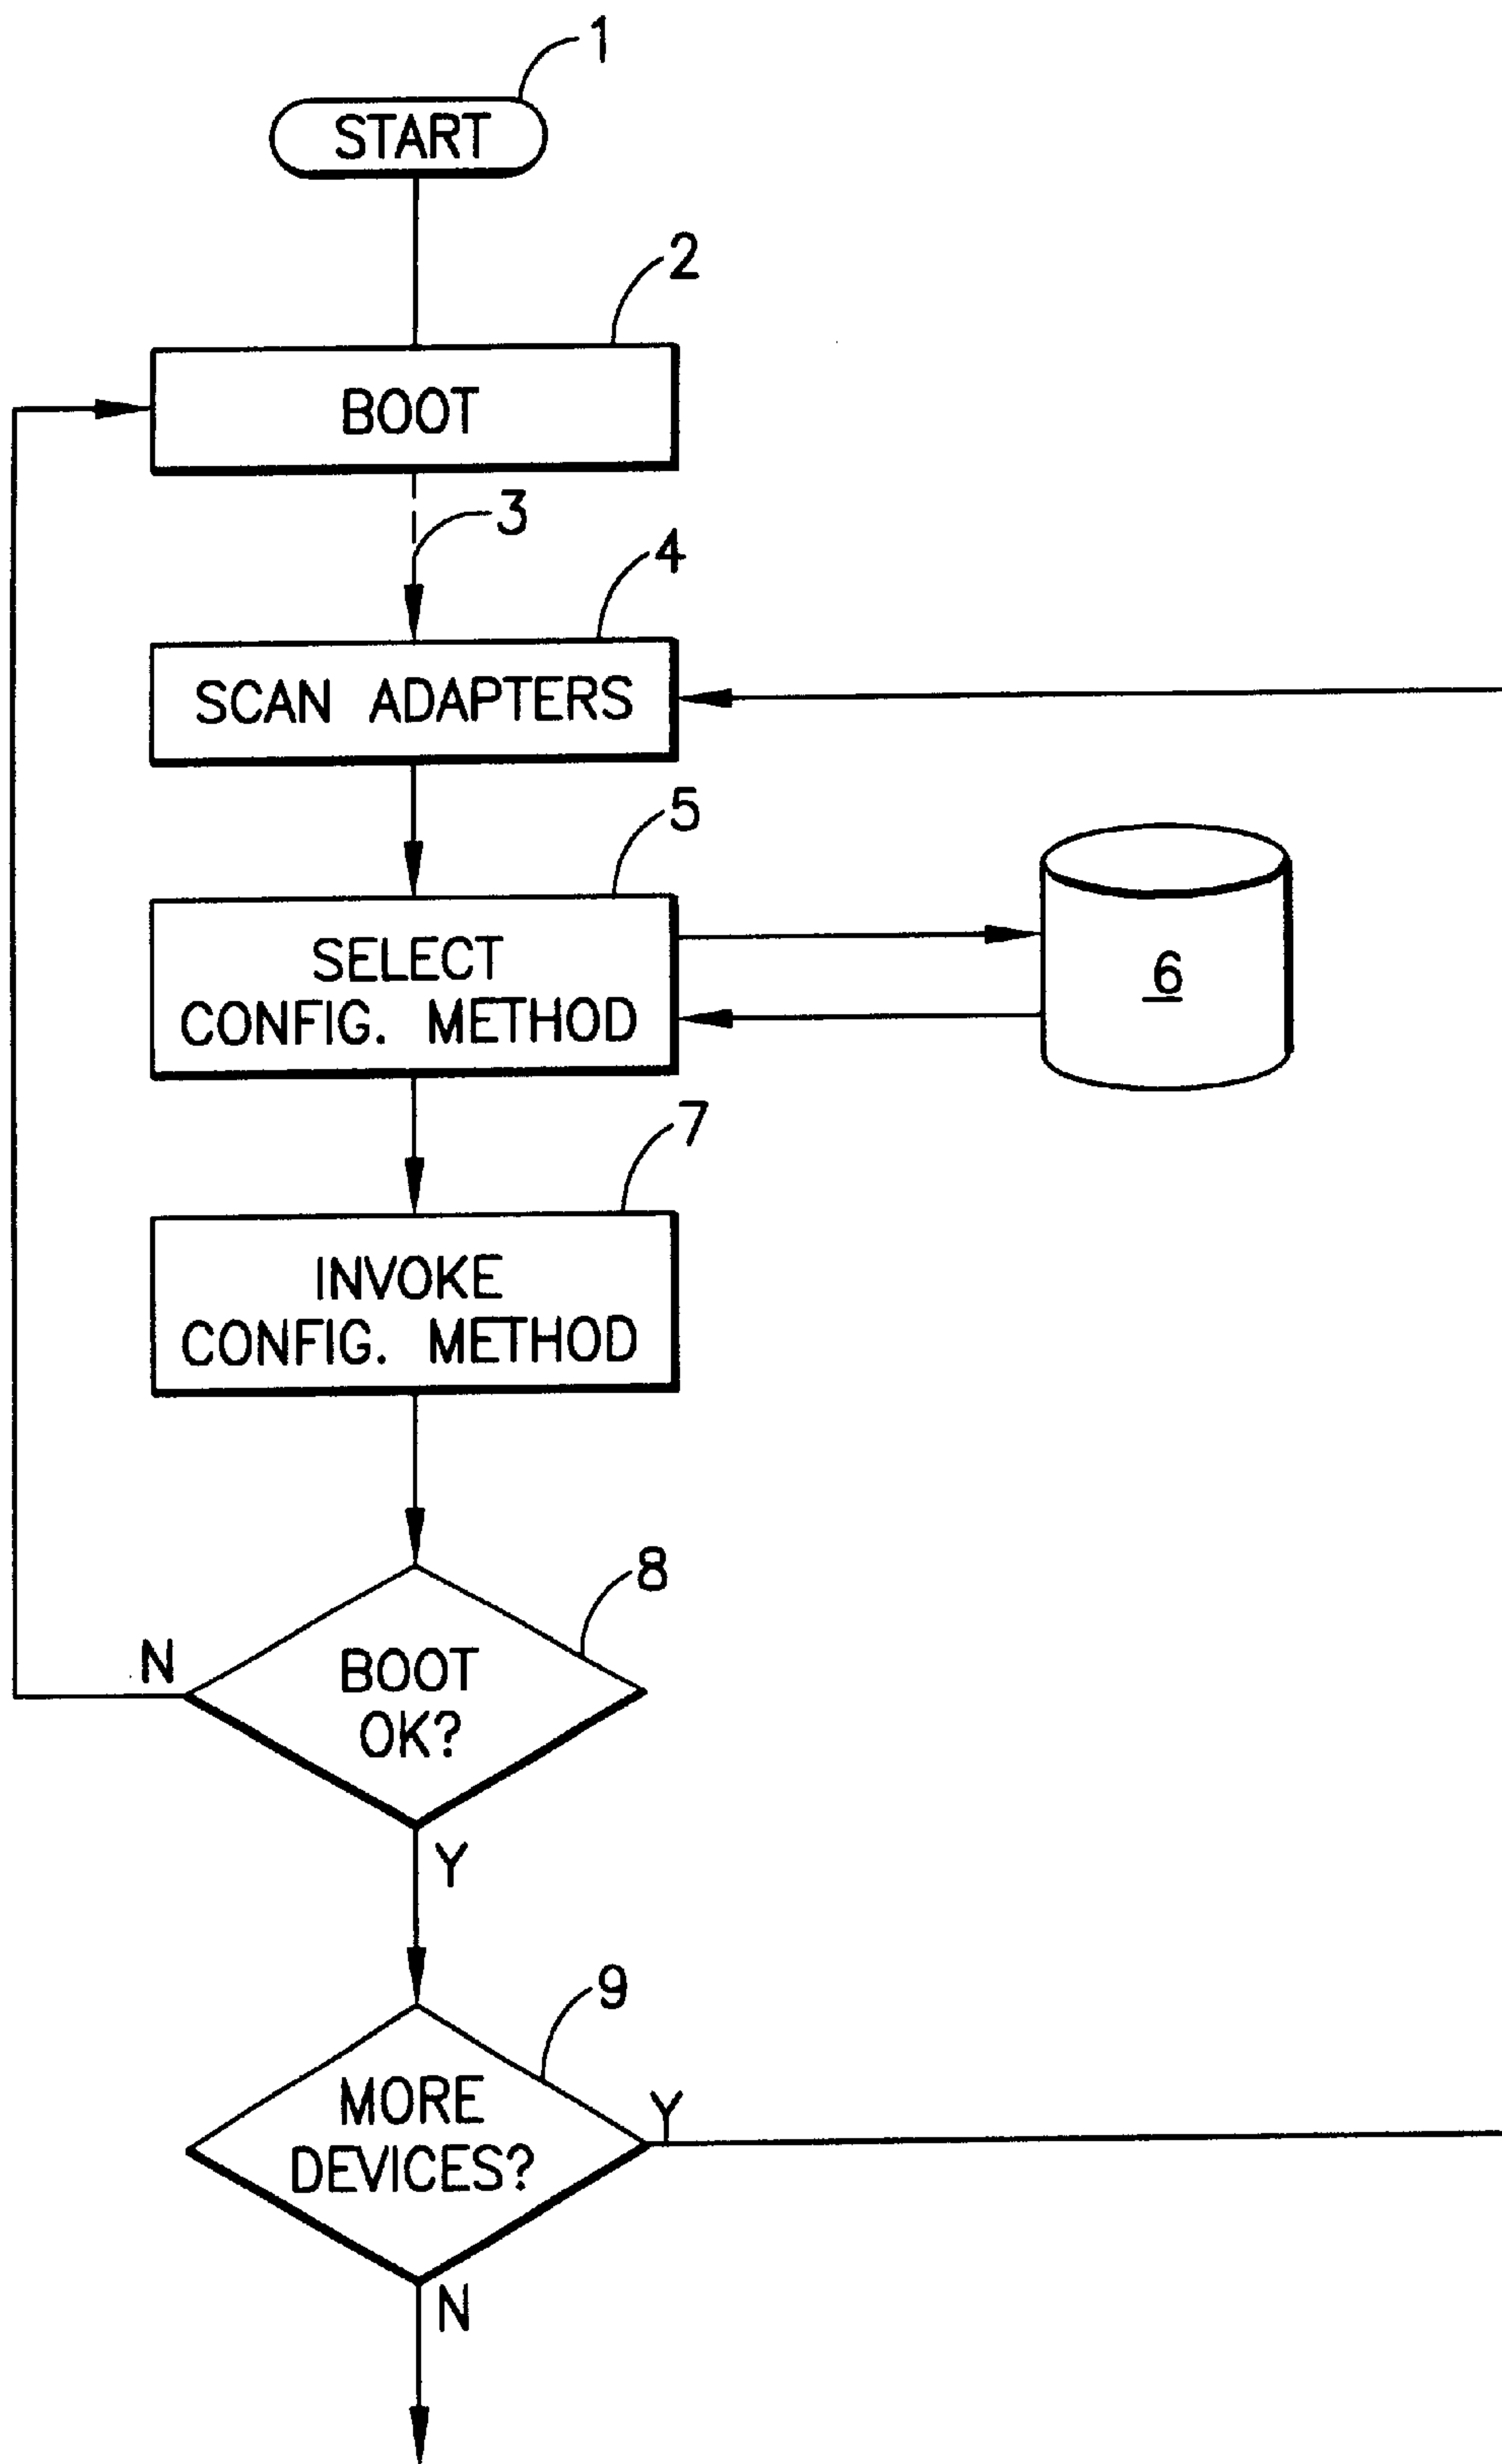 1
START
2
BOOT
3
4
SCAN ADAPTERS
5
SELECT
CONFIG. METHOD
6
7
INVOKE
CONFIG. METHOD
8
N
BOOT
OK?
Y
9
MORE
DEVICES?
Y
N